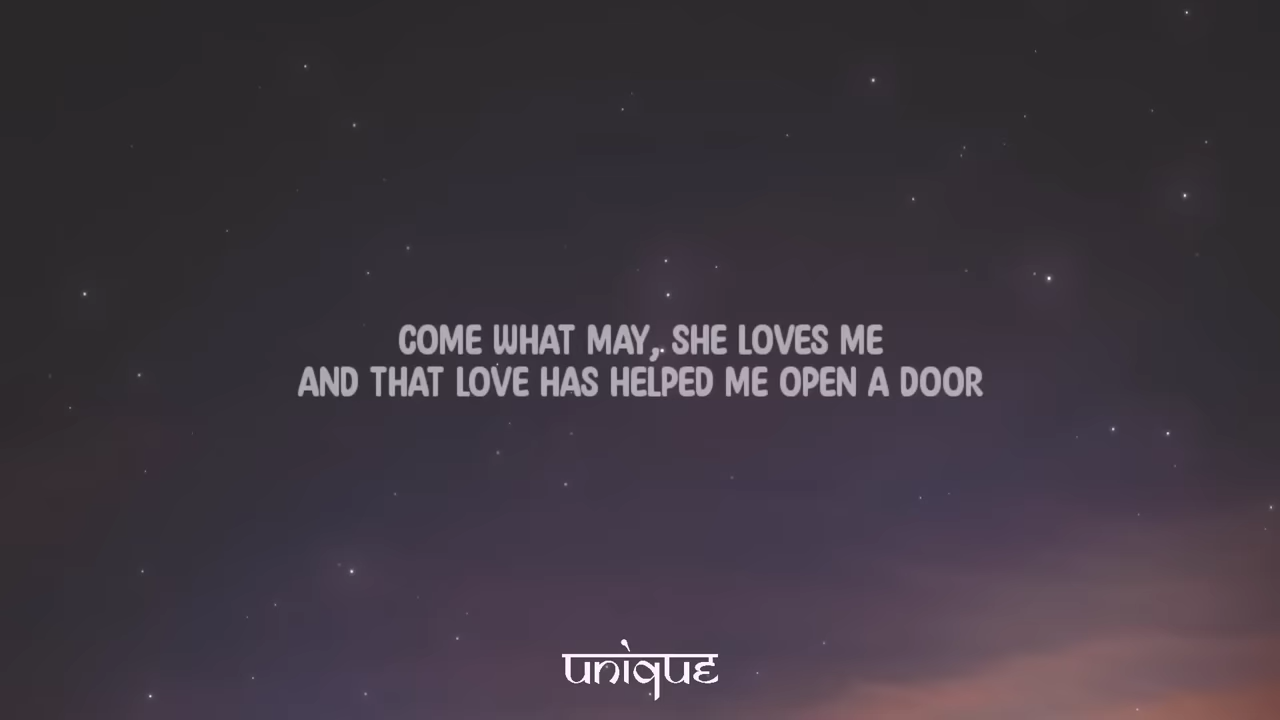 COME WHAT MAY, SHE LOVES ME
AND THAT LOVE HAS HELPED ME OPEN A DOOR
unique